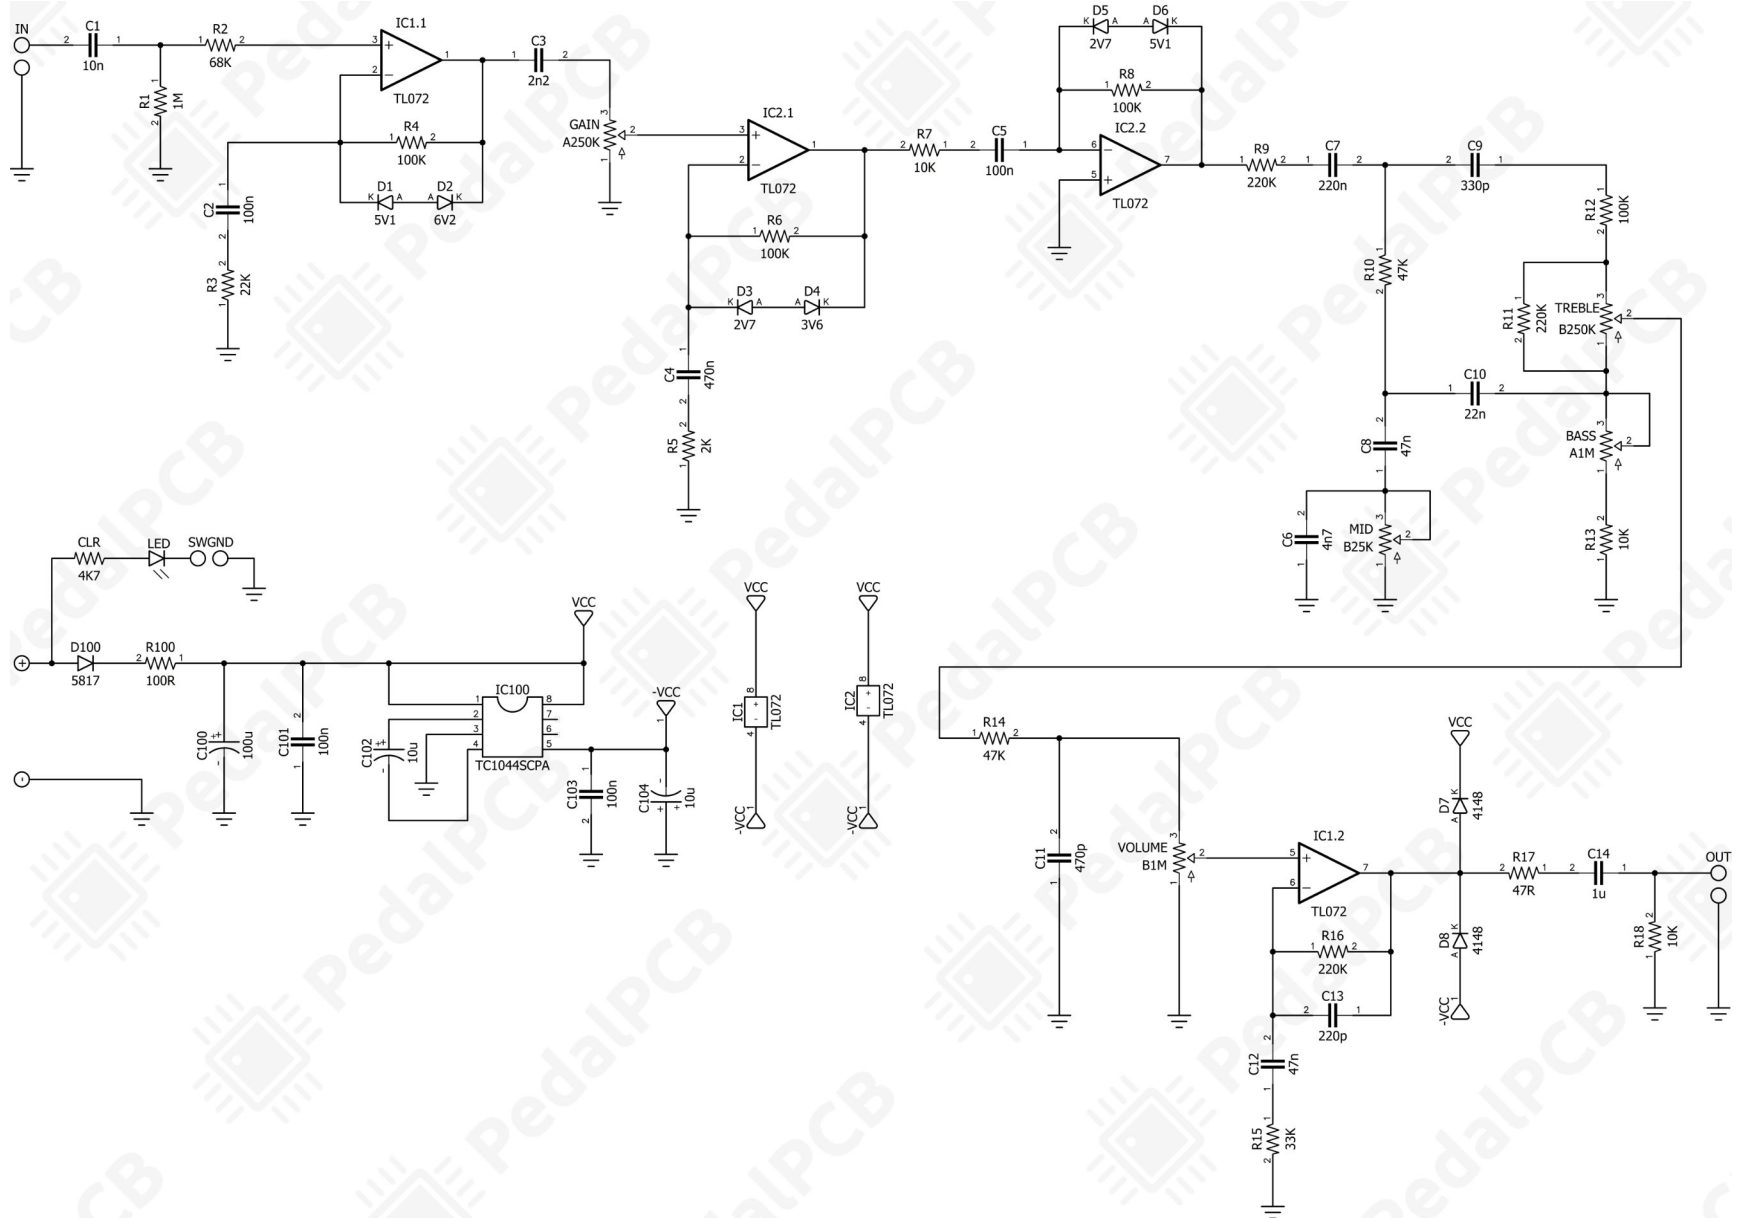 IN
C1
10n
R2
68K
R1
1M
IC1.1
TL072
C3
2n2
R4
100K
D1
5V1
D2
6V2
C2
100n
R3
22K
GAIN
A250K
IC2.1
TL072
R6
100K
D3
2V7
D4
3V6
C4
470n
R5
2K
R7
10K
C5
100n
D5
2V7
D6
5V1
R8
100K
IC2.2
TL072
R9
220K
C7
220n
C9
330p
R12
100K
R10
47K
R11
220K
TREBLE
B250K
C10
22n
BASS
A1M
C8
47n
C6
4n7
MID
B25K
R13
10K
CLR
4K7
LED
SWGND
D100
5817
R100
100R
VCC
C100
100u
C101
100n
C102
10u
IC100
TC1044SCPA
-VCC
C103
100n
C104
10u
VCC
IC1
TL072
-VCC
VCC
IC2
TL072
-VCC
R14
47K
C11
470p
VOLUME
B1M
IC1.2
TL072
R16
220K
C13
220p
C12
47n
R15
33K
VCC
D7
4148
D8
4148
-VCC
R17
47R
C14
1u
R18
10K
OUT
PedalPCB